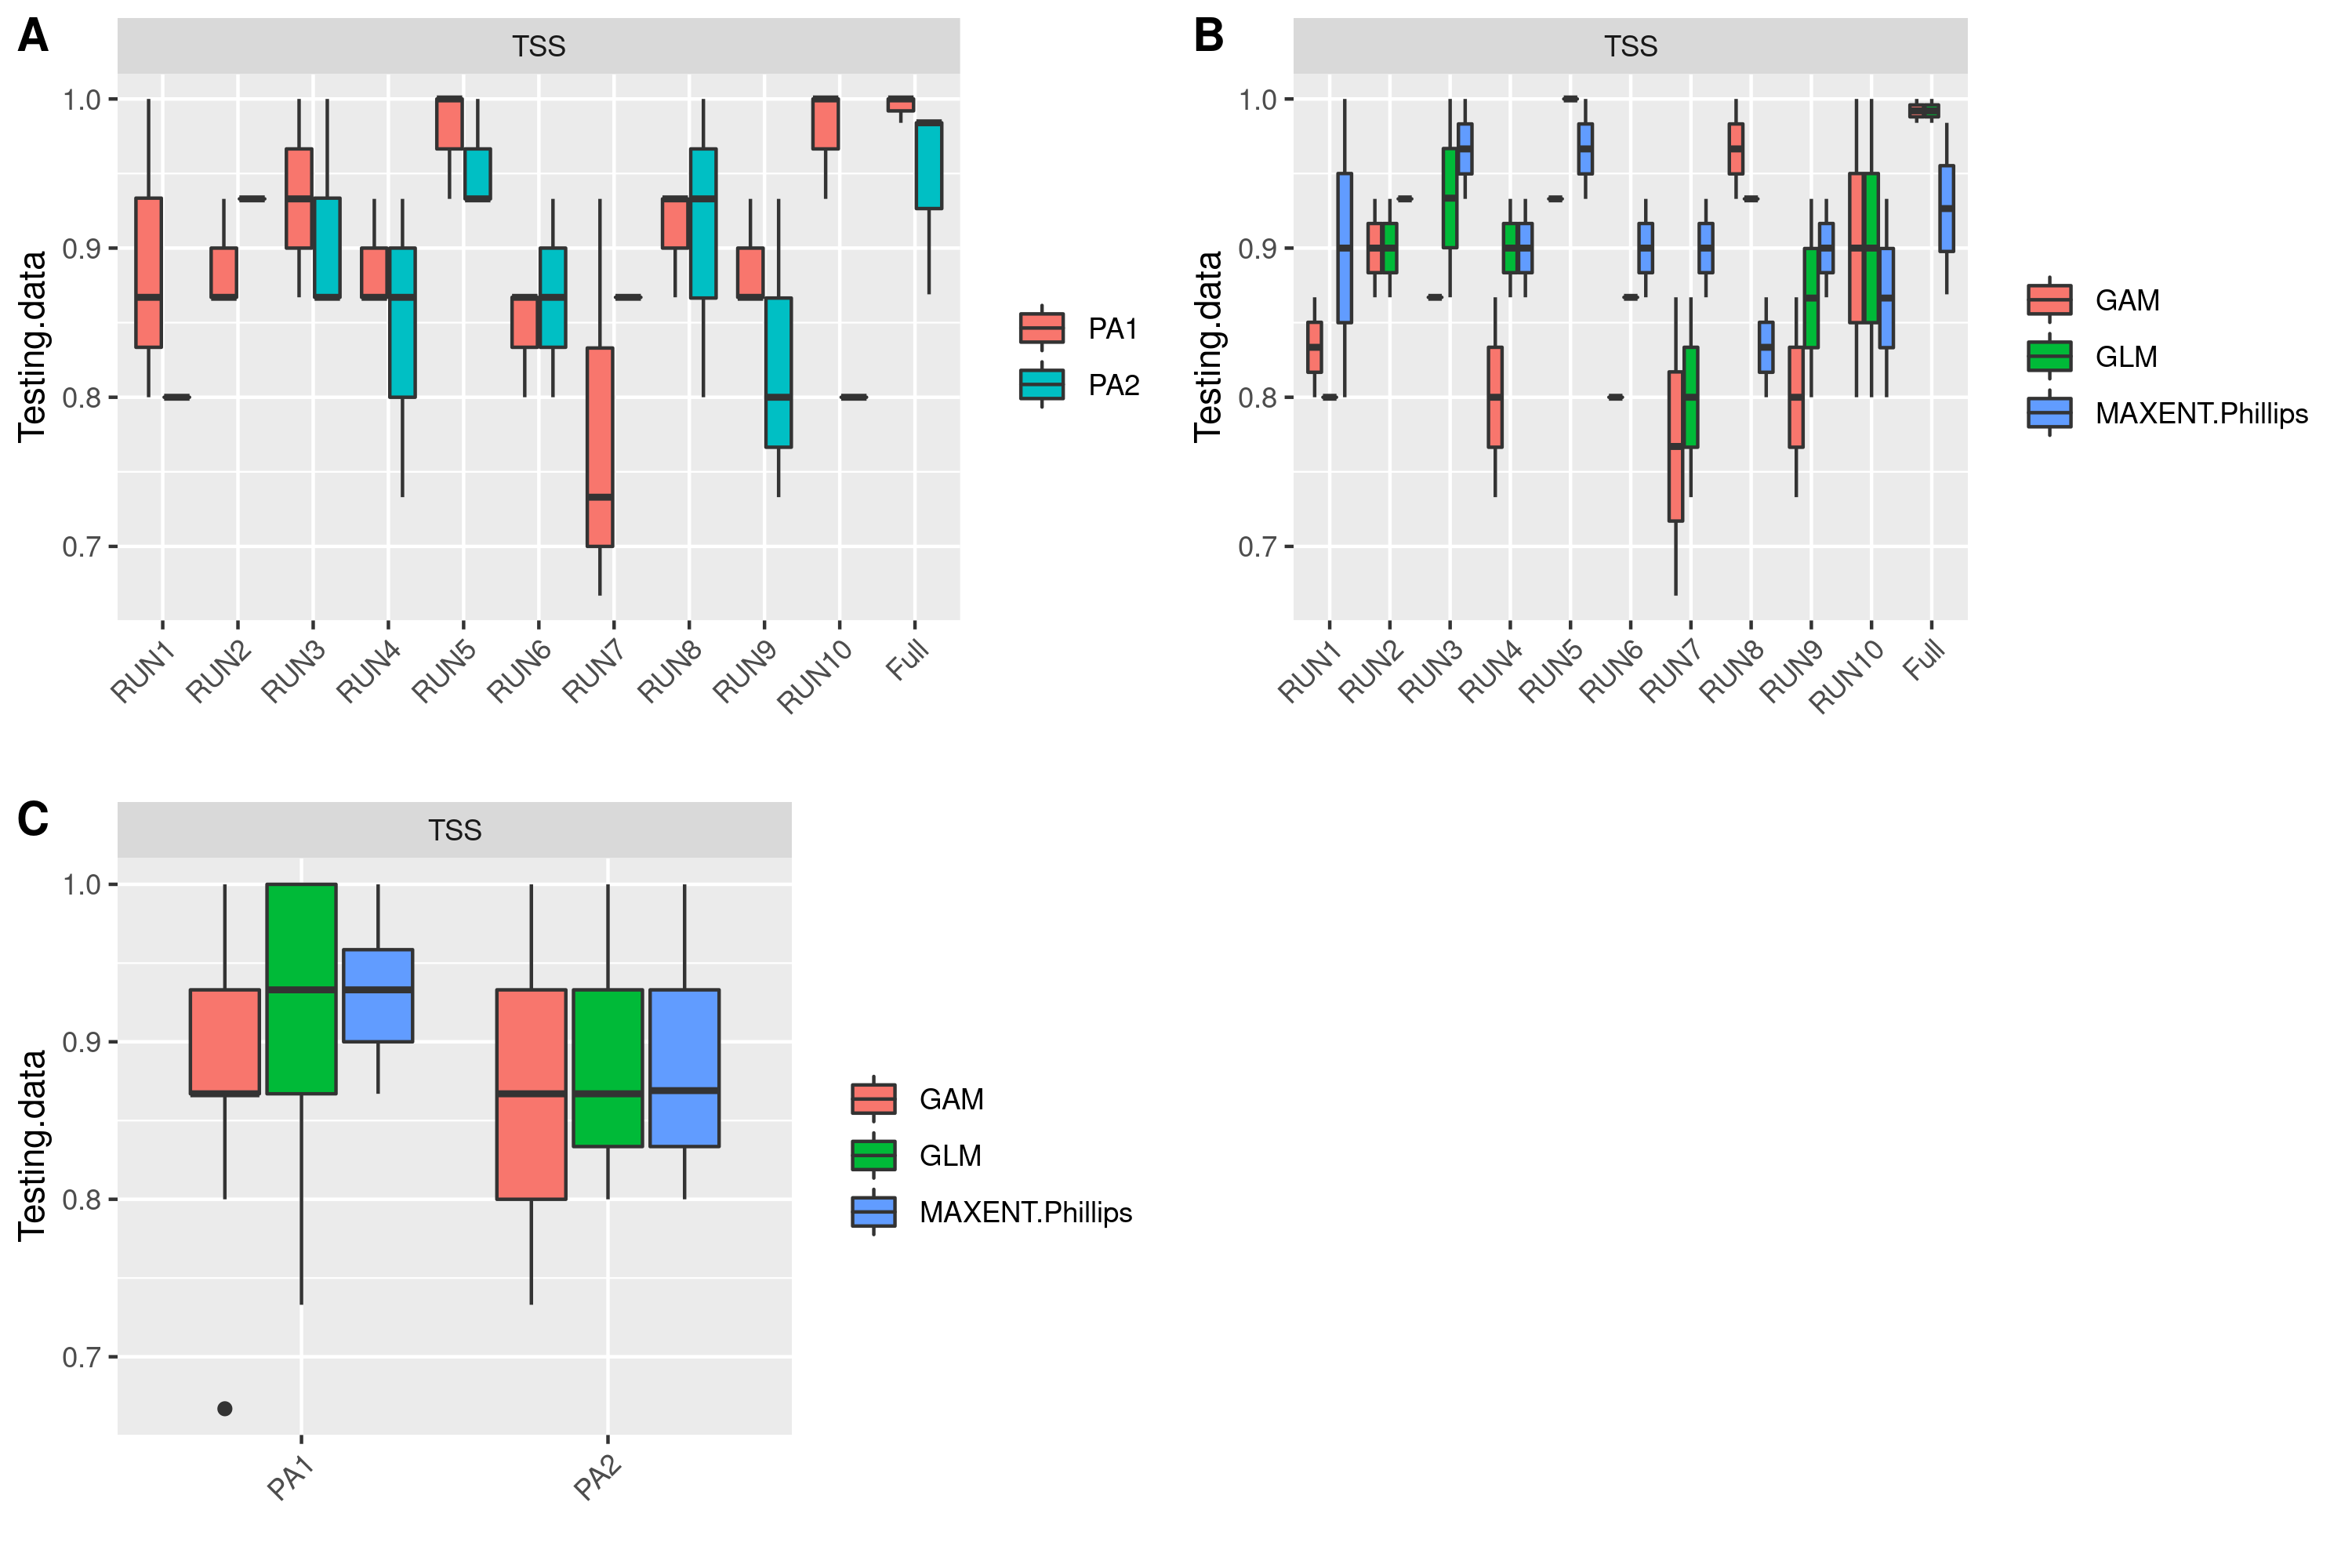 A
TSS
Testing.data
1.0
0.9
0.8
0.7
RUN1
RUN2
RUN3
RUN4
RUN5
RUN6
RUN7
RUN8
RUN9
RUN10
Full
PA1
PA2
B
TSS
Testing.data
1.0
0.9
0.8
0.7
RUN1
RUN2
RUN3
RUN4
RUN5
RUN6
RUN7
RUN8
RUN9
RUN10
Full
GAM
GLM
MAXENT.Phillips
C
TSS
Testing.data
1.0
0.9
0.8
0.7
PA1
PA2
GAM
GLM
MAXENT.Phillips